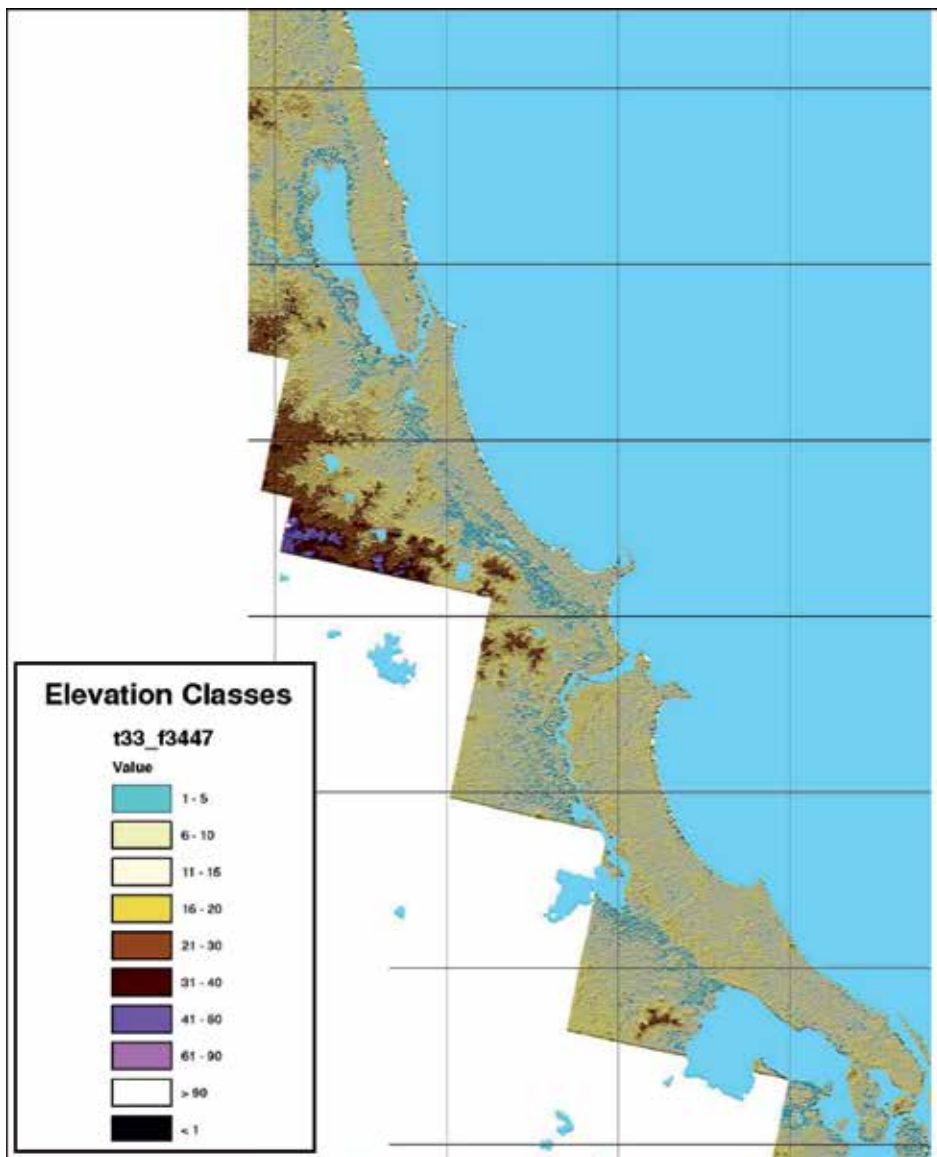 Elevation Classes
t33_f3447
Value
1 - 5
6 - 10
11 - 15
16 - 20
21 - 30
31 - 40
41 - 60
61 - 90
> 90
< 1